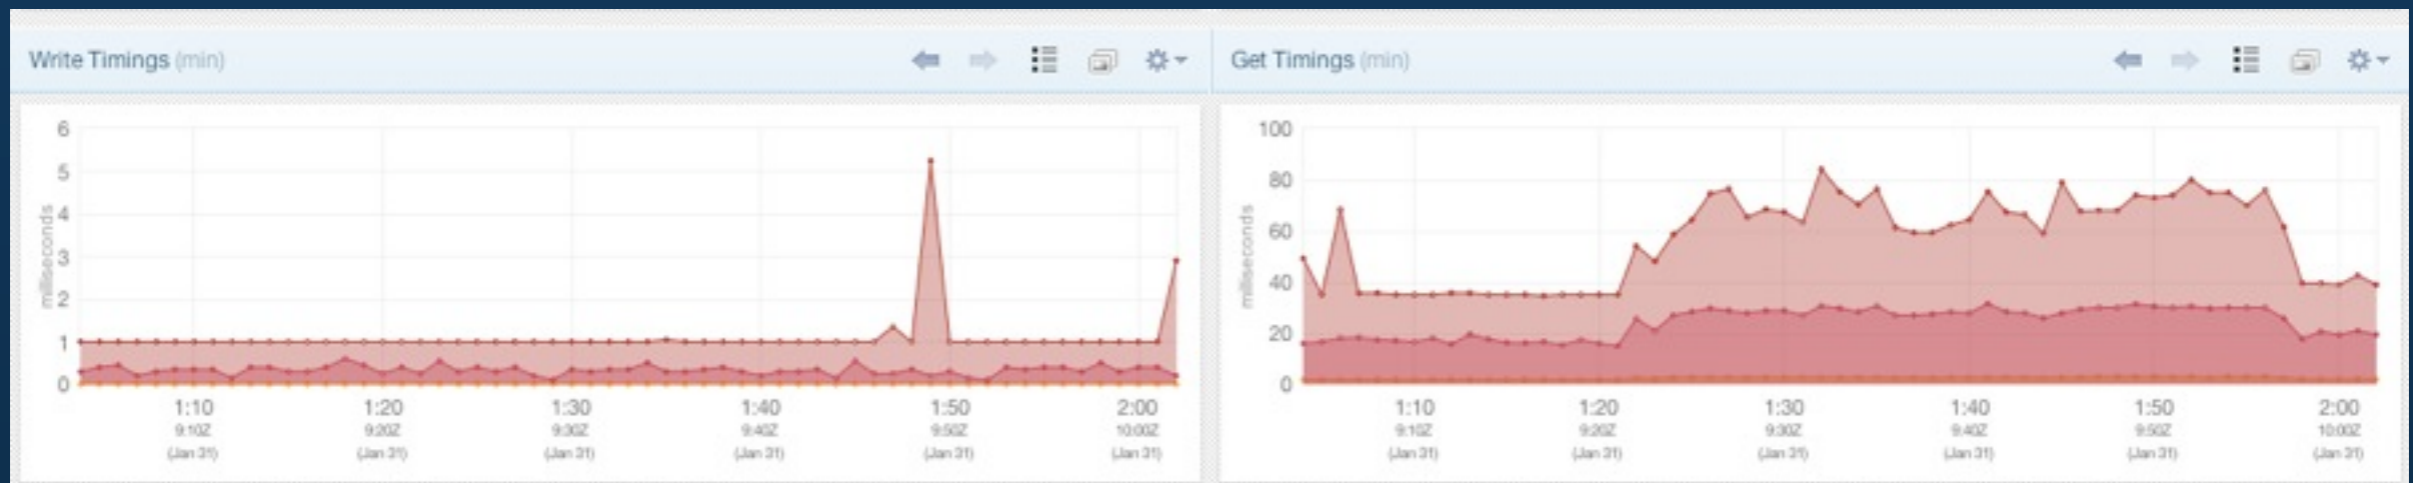 Write Timings (min)
Get Timings (min)
milliseconds
6
5
4
3
2
1
0
1:10 1:20 1:30 1:40 1:50 2:00
9:10Z 9:20Z 9:30Z 9:40Z 9:50Z 10:00Z
(Jan 31) (Jan 31) (Jan 31) (Jan 31) (Jan 31) (Jan 31)
milliseconds
100
80
60
40
20
0
1:10 1:20 1:30 1:40 1:50 2:00
9:10Z 9:20Z 9:30Z 9:40Z 9:50Z 10:00Z
(Jan 31) (Jan 31) (Jan 31) (Jan 31) (Jan 31) (Jan 31)